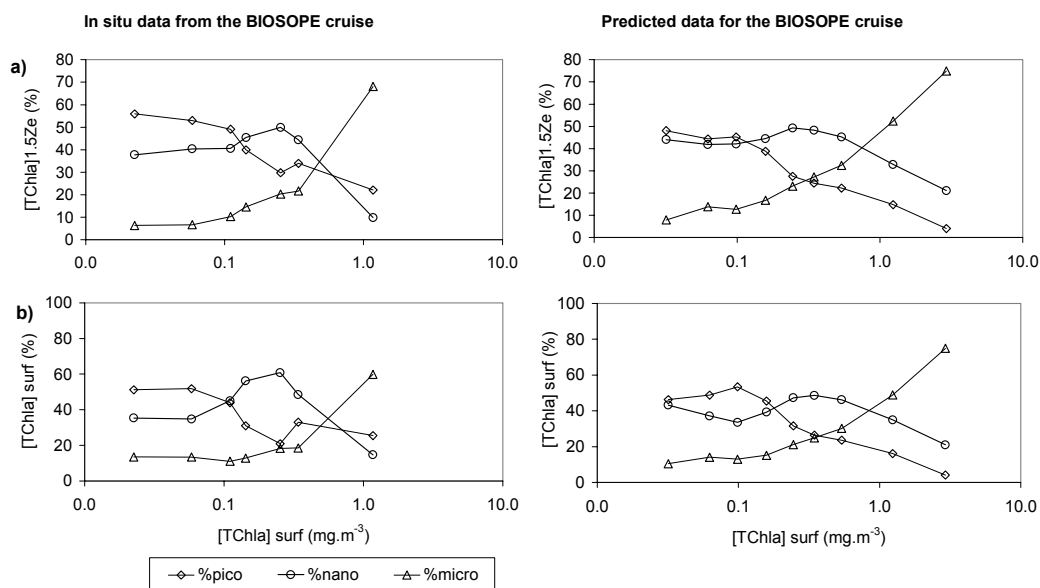 In situ data from the BIOSOPE cruise
Predicted data for the BIOSOPE cruise
a)
[TChla]1.5Ze (%)
80
70
60
50
40
30
20
10
0
0.0 0.1 1.0 10.0
[TChla]1.5Ze (%)
80
70
60
50
40
30
20
10
0
0.0 0.1 1.0 10.0
b)
[TChla] surf (%)
100
80
60
40
20
0
0.0 0.1 1.0 10.0
[TChla] surf (mg.m-3)
[TChla] surf (%)
100
80
60
40
20
0
0.0 0.1 1.0 10.0
[TChla] surf (mg.m-3)
%pico %nano %micro